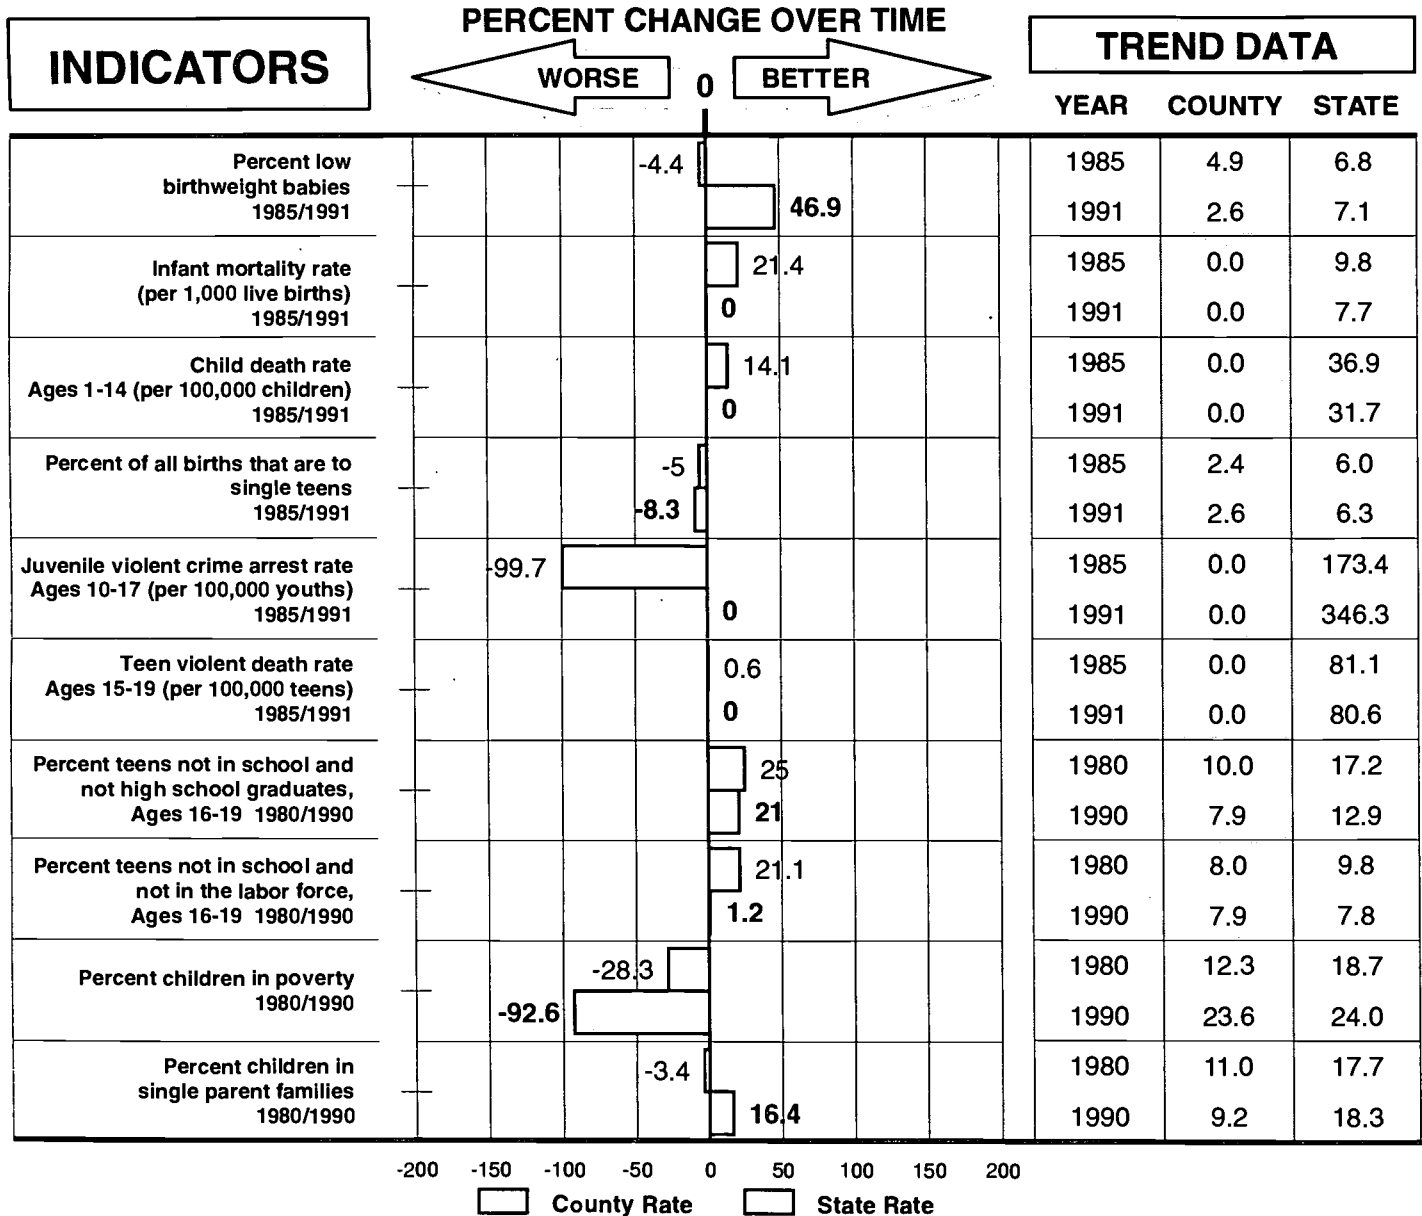 PERCENT CHANGE OVER TIME
INDICATORS
WORSE
0
BETTER
TREND DATA
YEAR COUNTY STATE
Percent low
birthweight babies
1985/1991
-4.4
46.9
1985 4.9 6.8
1991 2.6 7.1
Infant mortality rate
(per 1,000 live births)
1985/1991
21.4
0
1985 0.0 9.8
1991 0.0 7.7
Child death rate
Ages 1-14 (per 100,000 children)
1985/1991
14.1
0
1985 0.0 36.9
1991 0.0 31.7
Percent of all births that are to
single teens
1985/1991
-5
-8.3
1985 2.4 6.0
1991 2.6 6.3
Juvenile violent crime arrest rate
Ages 10-17 (per 100,000 youths)
1985/1991
-99.7
0
1985 0.0 173.4
1991 0.0 346.3
Teen violent death rate
Ages 15-19 (per 100,000 teens)
1985/1991
0.6
0
1985 0.0 81.1
1991 0.0 80.6
Percent teens not in school and
not high school graduates,
Ages 16-19 1980/1990
25
21
1980 10.0 17.2
1990 7.9 12.9
Percent teens not in school and
not in the labor force,
Ages 16-19 1980/1990
21.1
1.2
1980 8.0 9.8
1990 7.9 7.8
Percent children in poverty
1980/1990
-28.3
-92.6
1980 12.3 18.7
1990 23.6 24.0
Percent children in
single parent families
1980/1990
-3.4
16.4
1980 11.0 17.7
1990 9.2 18.3
-200 -150 -100 -50 0 50 100 150 200
County Rate State Rate